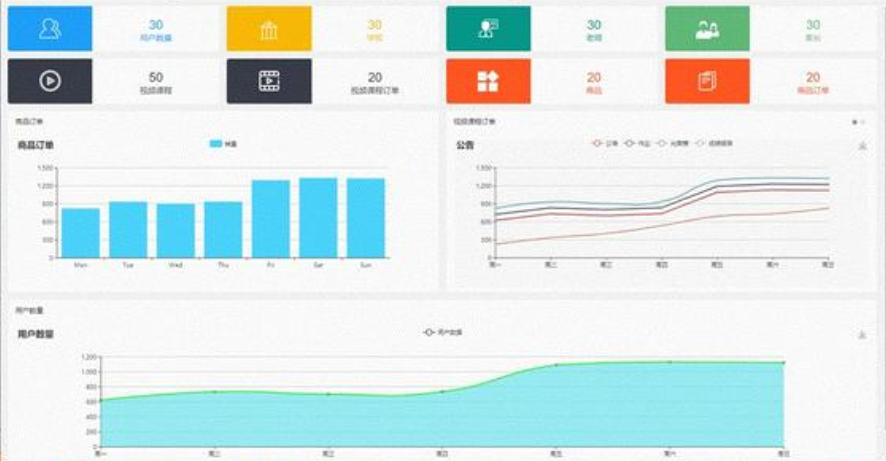 30
用户数量
30
学校
30
老师
30
家长
50
视频课程
20
视频课程订单
20
商品
20
商品订单
商品订单
商品订单
销量
1,500
1,200
900
600
300
0
Mon Tue Wed Thu Fri Sat Sun
视频课程订单
公告
公告 作业 光荣榜 成绩报告
1,500
1,200
900
600
300
0
周一 周二 周三 周四 周五 周六 周日
用户数量
用户数量
用户数量
1,200
1,000
800
600
400
200
0
周一 周二 周三 周四 周五 周六 周日